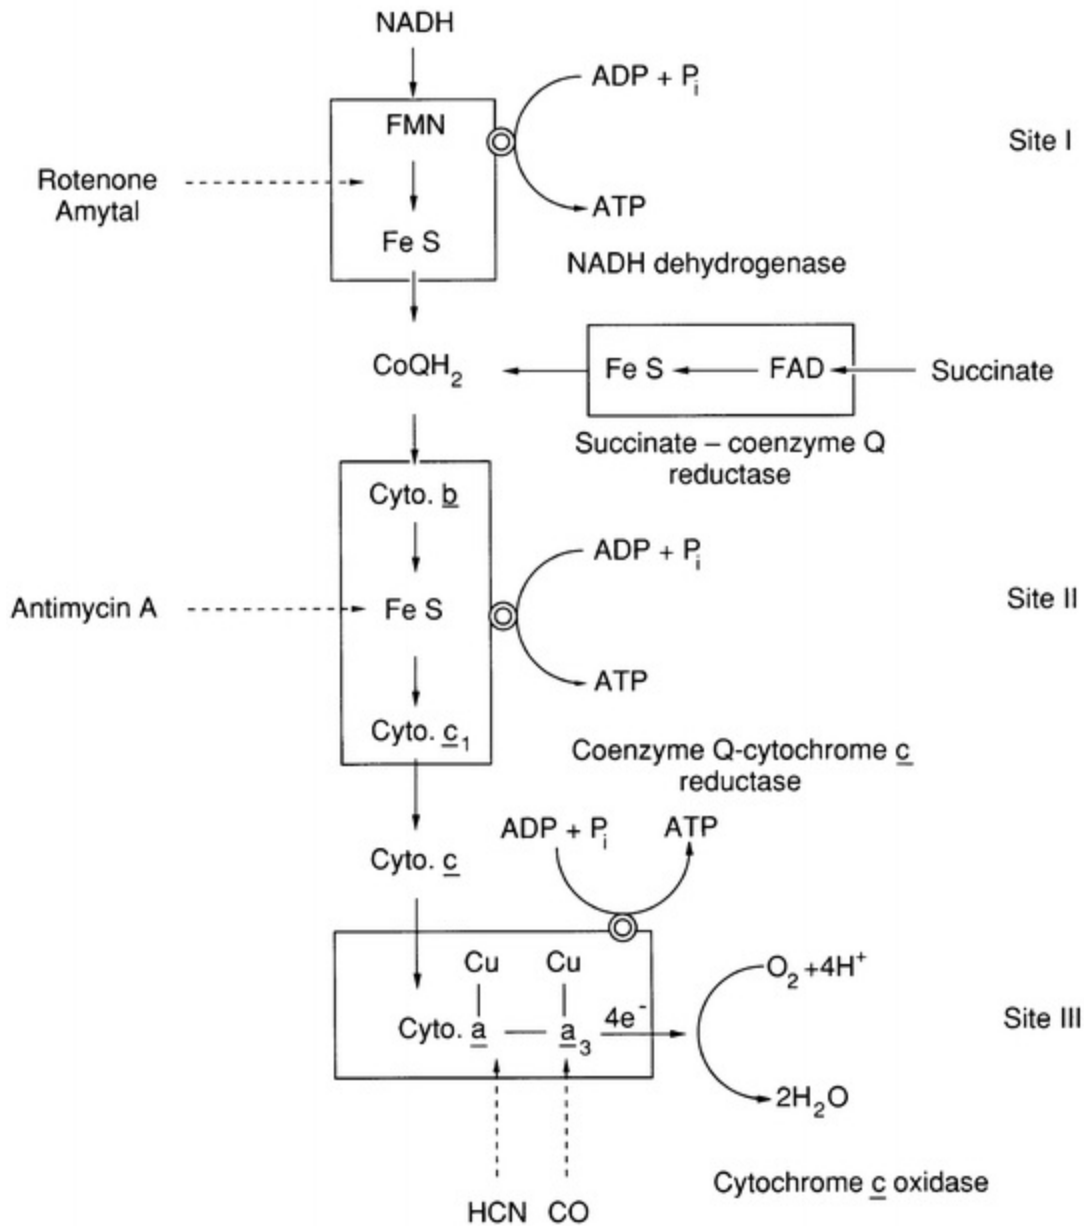 NADH
ADP + Pi
FMN
Site I
Rotenone
Amytal
ATP
Fe S
NADH dehydrogenase
CoQH2
Fe S
FAD
Succinate
Succinate – coenzyme Q
reductase
Cyto. b
ADP + Pi
Antimycin A
Fe S
Site II
ATP
Cyto. c1
Coenzyme Q-cytochrome c
reductase
ADP + Pi
ATP
Cyto. c
Cu
Cu
O2 +4H+
Cyto. a
a3
4e-
Site III
2H2O
Cytochrome c oxidase
HCN
CO